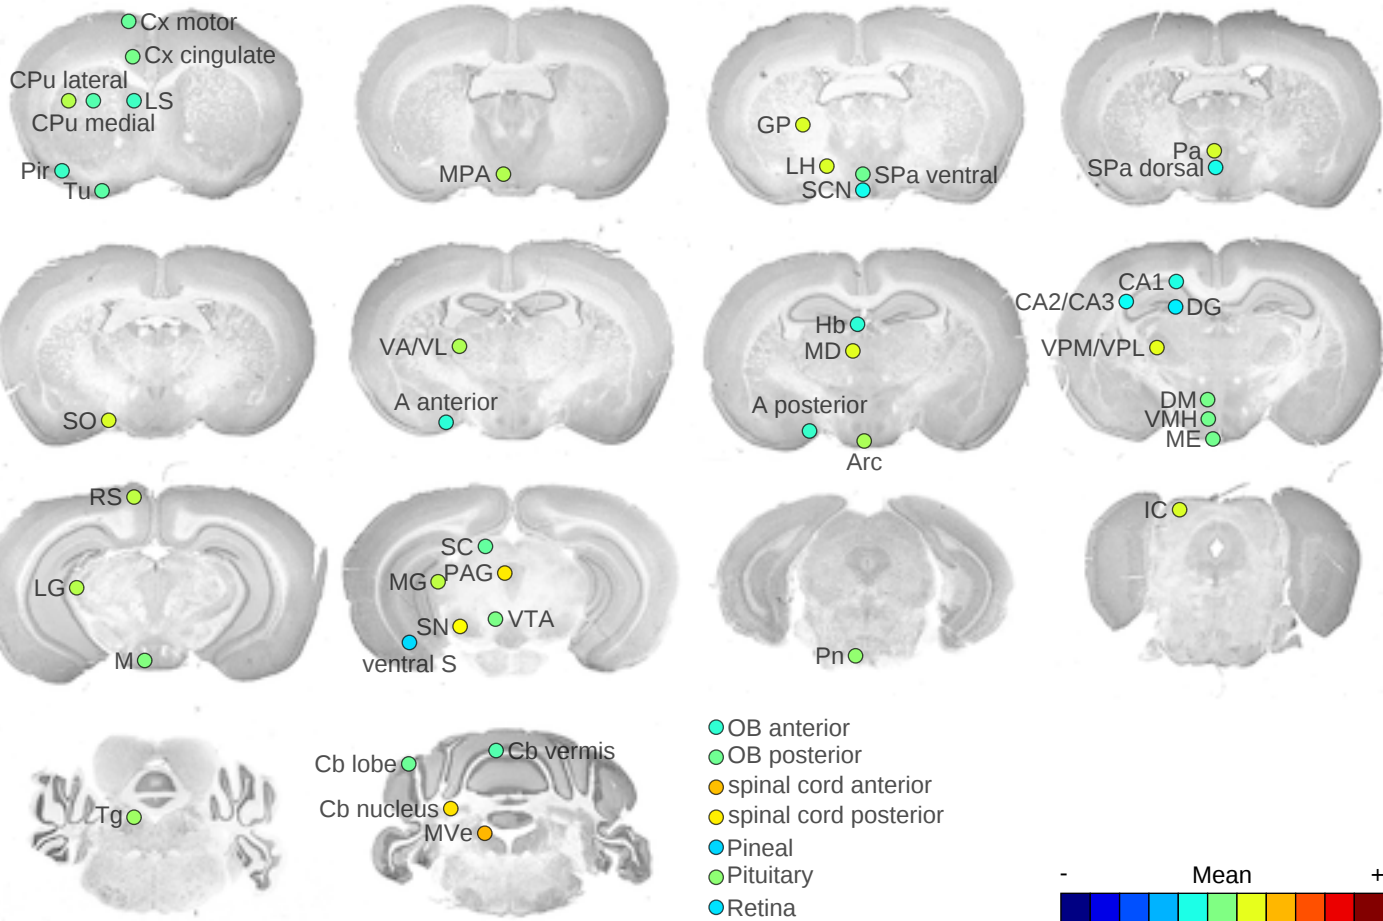 Cx motor
Cx cingulate
CPu lateral
LS
CPu medial
Pir
Tu
MPA
GP
LH
SPa ventral
SCN
Pa
SPa dorsal
SO
VA/VL
A anterior
Hb
MD
A posterior
Arc
CA1
CA2/CA3
DG
VPM/VPL
DM
VMH
ME
RS
LG
M
SC
PAG
MG
SN
VTA
ventral S
Pn
IC
Tg
Cb lobe
Cb vermis
Cb nucleus
MVe
OB anterior
OB posterior
spinal cord anterior
spinal cord posterior
Pineal
Pituitary
Retina
- Mean +